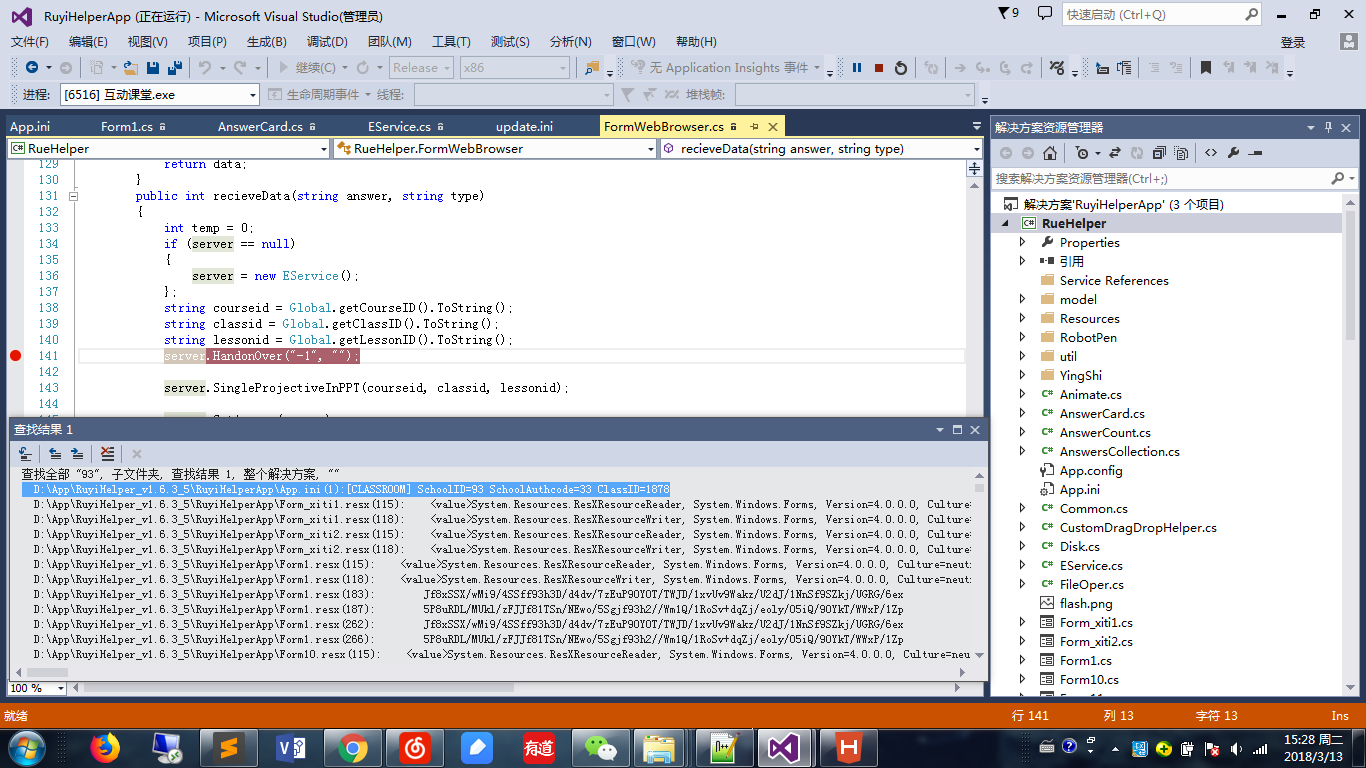 RuyiHelperApp (正在运行) - Microsoft Visual Studio(管理员)
9
快速启动 (Ctrl+Q)
文件(F) 编辑(E) 视图(V) 项目(P) 生成(B) 调试(D) 团队(M) 工具(T) 测试(S) 分析(N) 窗口(W) 帮助(H)
登录
继续(C) Release x86 无 Application Insights 事件
进程: [6516] 互动课堂.exe 生命周期事件 线程: 堆栈帧:
App.ini Form1.cs AnswerCard.cs EService.cs update.ini FormWebBrowser.cs
RueHelper RueHelper.FormWebBrowser recieveData(string answer, string type)
129 return data;
130 }
131 public int recieveData(string answer, string type)
132 {
133 int temp = 0;
134 if (server == null)
135 {
136 server = new EService();
137 };
138 string courseid = Global.getCourseID().ToString();
139 string classid = Global.getClassID().ToString();
140 string lessonid = Global.getLessonID().ToString();
141 server.HandonOver("-1", "");
142
143 server.SingleProjectiveInPPT(courseid, classid, lessonid);
144
查找结果 1
查找全部 "93", 子文件夹, 查找结果 1, 整个解决方案, ""
D:\App\RuyiHelper_v1.6.3_5\RuyiHelperApp\App.ini(1):[CLASSROOM] SchoolID=93 SchoolAuthcode=33 ClassID=1878
D:\App\RuyiHelper_v1.6.3_5\RuyiHelperApp\Form_xiti1.resx(115): <value>System.Resources.ResXResourceReader, System.Windows.Forms, Version=4.0.0.0, Culture=
D:\App\RuyiHelper_v1.6.3_5\RuyiHelperApp\Form_xiti1.resx(118): <value>System.Resources.ResXResourceWriter, System.Windows.Forms, Version=4.0.0.0, Culture=
D:\App\RuyiHelper_v1.6.3_5\RuyiHelperApp\Form_xiti2.resx(115): <value>System.Resources.ResXResourceReader, System.Windows.Forms, Version=4.0.0.0, Culture=
D:\App\RuyiHelper_v1.6.3_5\RuyiHelperApp\Form_xiti2.resx(118): <value>System.Resources.ResXResourceWriter, System.Windows.Forms, Version=4.0.0.0, Culture=
D:\App\RuyiHelper_v1.6.3_5\RuyiHelperApp\Form1.resx(115): <value>System.Resources.ResXResourceReader, System.Windows.Forms, Version=4.0.0.0, Culture=neut
D:\App\RuyiHelper_v1.6.3_5\RuyiHelperApp\Form1.resx(118): <value>System.Resources.ResXResourceWriter, System.Windows.Forms, Version=4.0.0.0, Culture=neut
D:\App\RuyiHelper_v1.6.3_5\RuyiHelperApp\Form1.resx(183): Jf8xSSX/wMi9/4SSff93h3D/d4dv/7zEuP90YOT/TWJD/1xvUv9Wakz/U2dJ/1NnSf9SZkj/UGRG/6ex
D:\App\RuyiHelper_v1.6.3_5\RuyiHelperApp\Form1.resx(187): 5P8uRDL/MUkl/zFJJf81TSn/NEwo/5Sgjf93h2//Wm1Q/1RoSv+dqZj/eoly/05iQ/90YkT/WWxP/1Zp
D:\App\RuyiHelper_v1.6.3_5\RuyiHelperApp\Form1.resx(262): Jf8xSSX/wMi9/4SSff93h3D/d4dv/7zEuP90YOT/TWJD/1xvUv9Wakz/U2dJ/1NnSf9SZkj/UGRG/6ex
D:\App\RuyiHelper_v1.6.3_5\RuyiHelperApp\Form1.resx(266): 5P8uRDL/MUkl/zFJJf81TSn/NEwo/5Sgjf93h2//Wm1Q/1RoSv+dqZj/eoly/05iQ/90YkT/WWxP/1Zp
D:\App\RuyiHelper_v1.6.3_5\RuyiHelperApp\Form10.resx(115): <value>System.Resources.ResXResourceReader, System.Windows.Forms, Version=4.0.0.0, Culture=neu
100 %
解决方案资源管理器
搜索解决方案资源管理器(Ctrl+;)
解决方案'RuyiHelperApp' (3 个项目)
RueHelper
Properties
引用
Service References
model
Resources
RobotPen
util
YingShi
Animate.cs
AnswerCard.cs
AnswerCount.cs
AnswersCollection.cs
App.config
App.ini
Common.cs
CustomDragDropHelper.cs
Disk.cs
EService.cs
FileOper.cs
flash.png
Form_xiti1.cs
Form_xiti2.cs
Form1.cs
Form10.cs
就绪 行 141 列 13 字符 13 Ins
有道
15:28 周二
2018/3/13